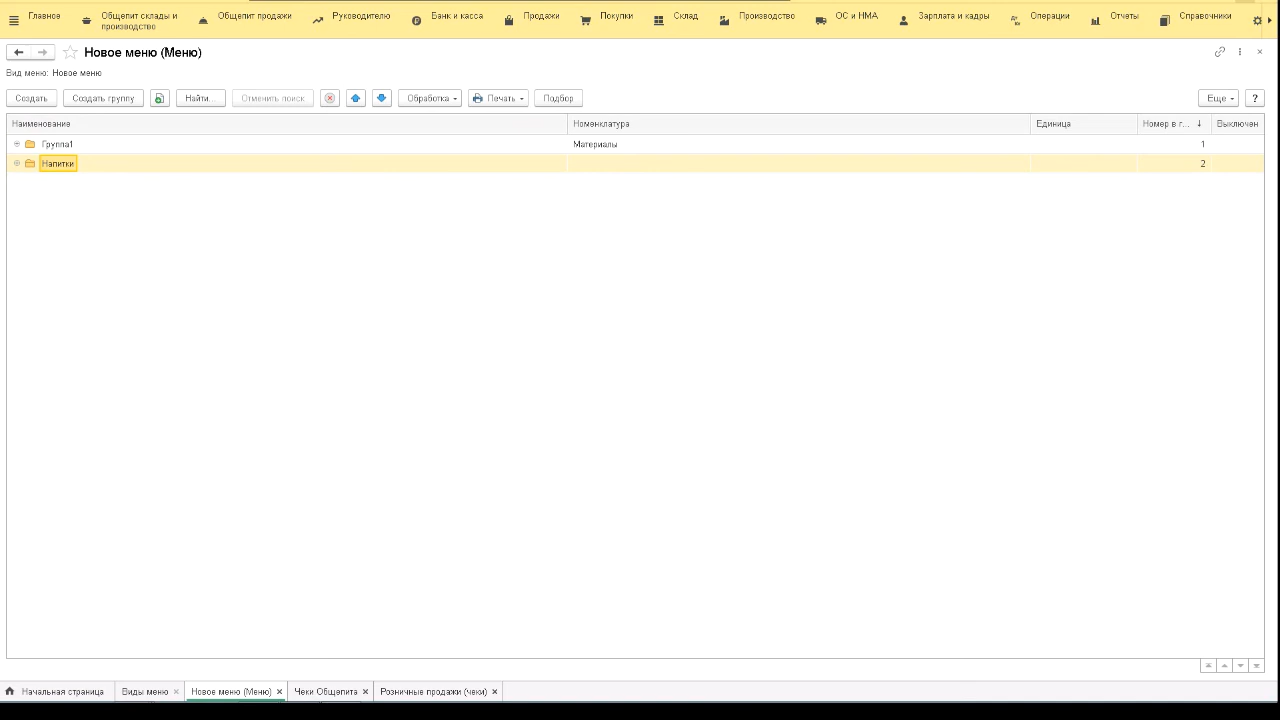 Главное
Общепит склады и
производство
Общепит продажи
Руководителю
Банк и касса
Продажи
Покупки
Склад
Производство
ОС и НМА
Зарплата и кадры
Операции
Отчеты
Справочники
Новое меню (Меню)
Вид меню: Новое меню
Создать
Создать группу
Найти...
Отменить поиск
Обработка
Печать
Подбор
Еще
?
Наименование
Номенклатура
Единица
Номер в г...
Выключен
Группа1
Материалы
1
Напитки
2
Начальная страница
Виды меню
Новое меню (Меню)
Чеки Общепита
Розничные продажи (чеки)